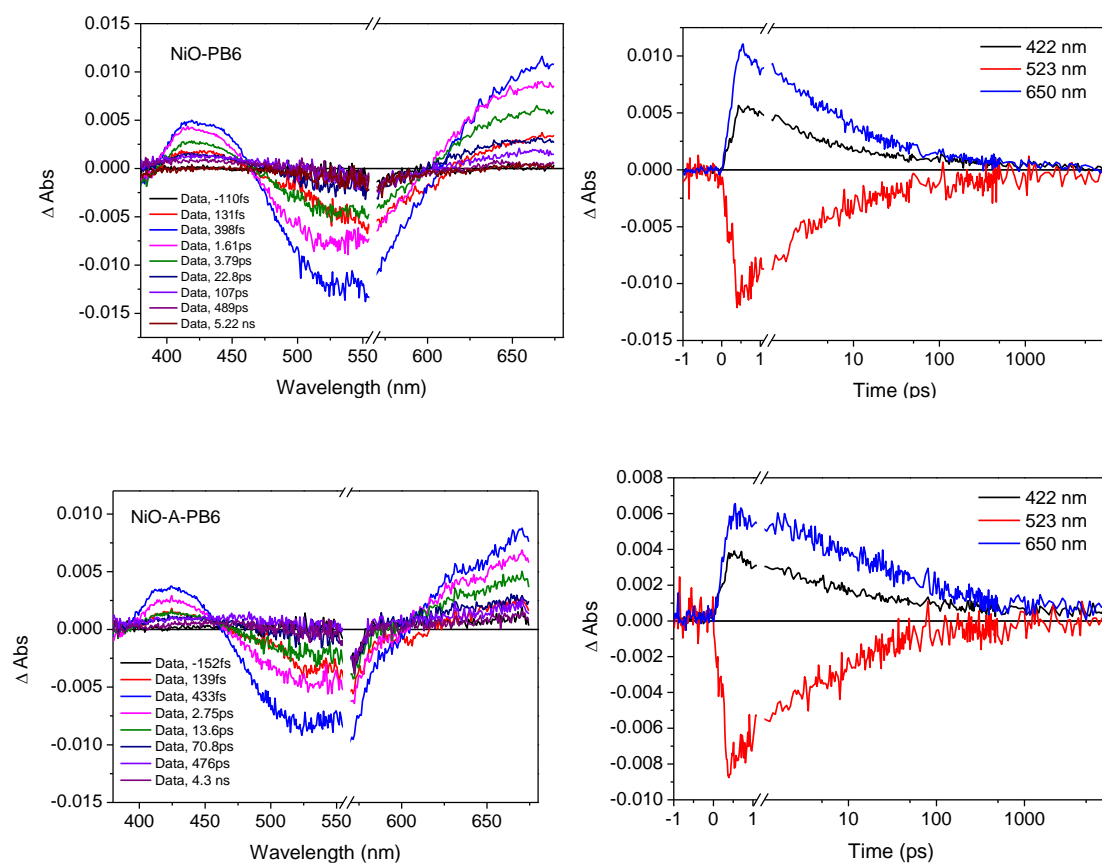 NiO-PB6
Δ Abs
0.015
0.010
0.005
0.000
-0.005
-0.010
-0.015
Data, -110fs
Data, 131fs
Data, 398fs
Data, 1.61ps
Data, 3.79ps
Data, 22.8ps
Data, 107ps
Data, 489ps
Data, 5.22 ns
400 450 500 550 600 650
Wavelength (nm)
422 nm
523 nm
650 nm
Δ Abs
0.010
0.005
0.000
-0.005
-0.010
-0.015
-1 0 1 10 100 1000
Time (ps)
NiO-A-PB6
Δ Abs
0.010
0.005
0.000
-0.005
-0.010
-0.015
Data, -152fs
Data, 139fs
Data, 433fs
Data, 2.75ps
Data, 13.6ps
Data, 70.8ps
Data, 476ps
Data, 4.3 ns
400 450 500 550 600 650
Wavelength (nm)
422 nm
523 nm
650 nm
Δ Abs
0.008
0.006
0.004
0.002
0.000
-0.002
-0.004
-0.006
-0.008
-0.010
-1 0 1 10 100 1000
Time (ps)